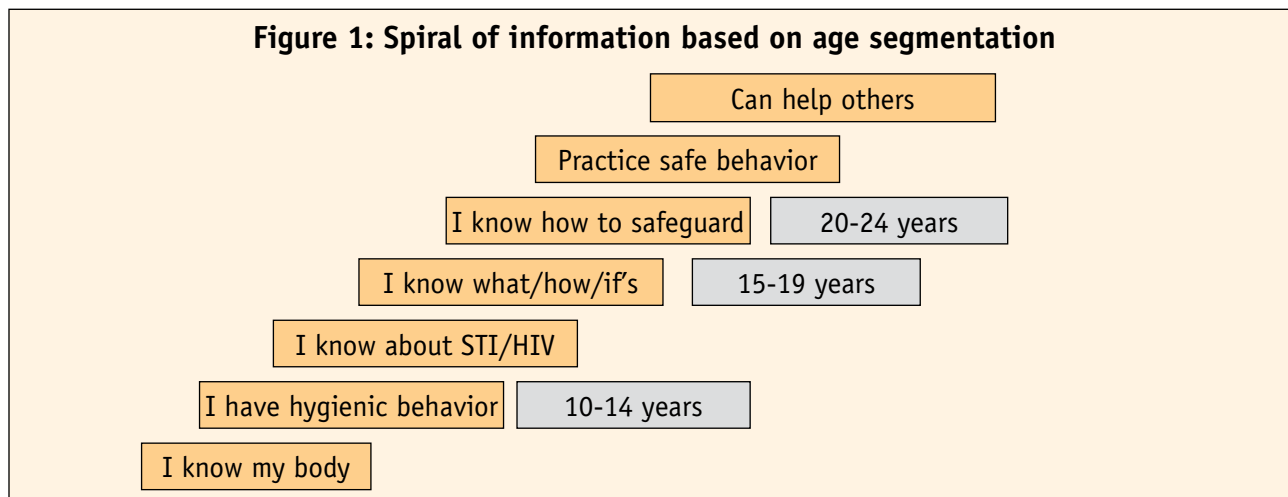 Figure 1: Spiral of information based on age segmentation
Can help others
Practice safe behavior
I know how to safeguard 20-24 years
I know what/how/if's 15-19 years
I know about STI/HIV
I have hygienic behavior 10-14 years
I know my body